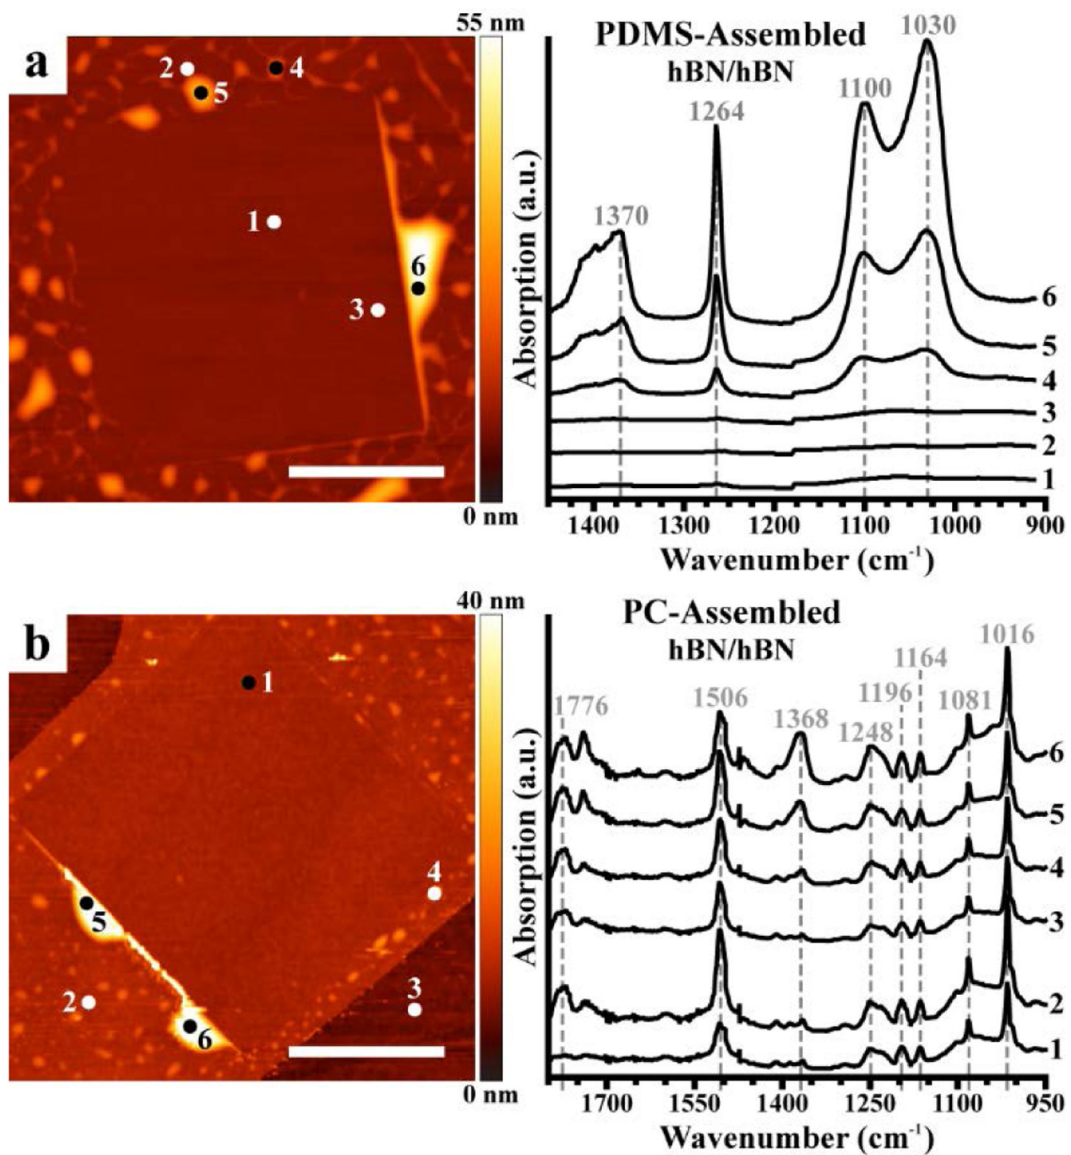 a
55 nm
2
4
5
1
6
3
0 nm
PDMS-Assembled
hBN/hBN
1030
1100
1264
1370
Absorption (a.u.)
6
5
4
3
2
1
1400 1300 1200 1100 1000 900
Wavenumber (cm⁻¹)
b
40 nm
1
4
5
2
3
6
0 nm
PC-Assembled
hBN/hBN
1016
1164
1506
1196
1776
1081
1368
1248
Absorption (a.u.)
6
5
4
3
2
1
1700 1550 1400 1250 1100 950
Wavenumber (cm⁻¹)